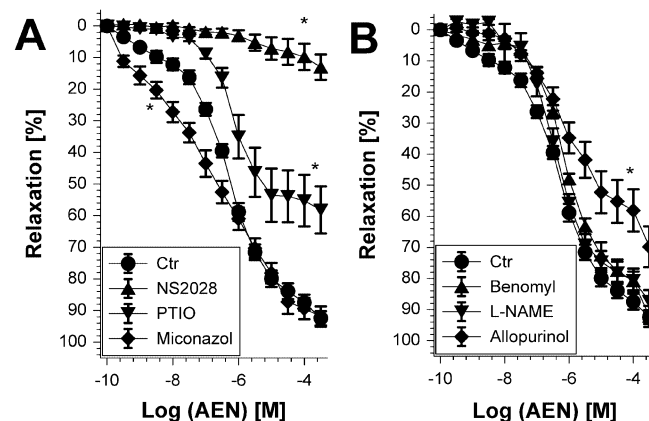 A
*
0
10
20
30
40
50
60
70
80
90
100
Relaxation [%]
*
*
Ctr
NS2028
PTIO
Miconazol
-10 -8 -6 -4
Log (AEN) [M]
B
0
10
20
30
40
50
60
70
80
90
100
Relaxation [%]
*
Ctr
Benomyl
L-NAME
Allopurinol
-10 -8 -6 -4
Log (AEN) [M]